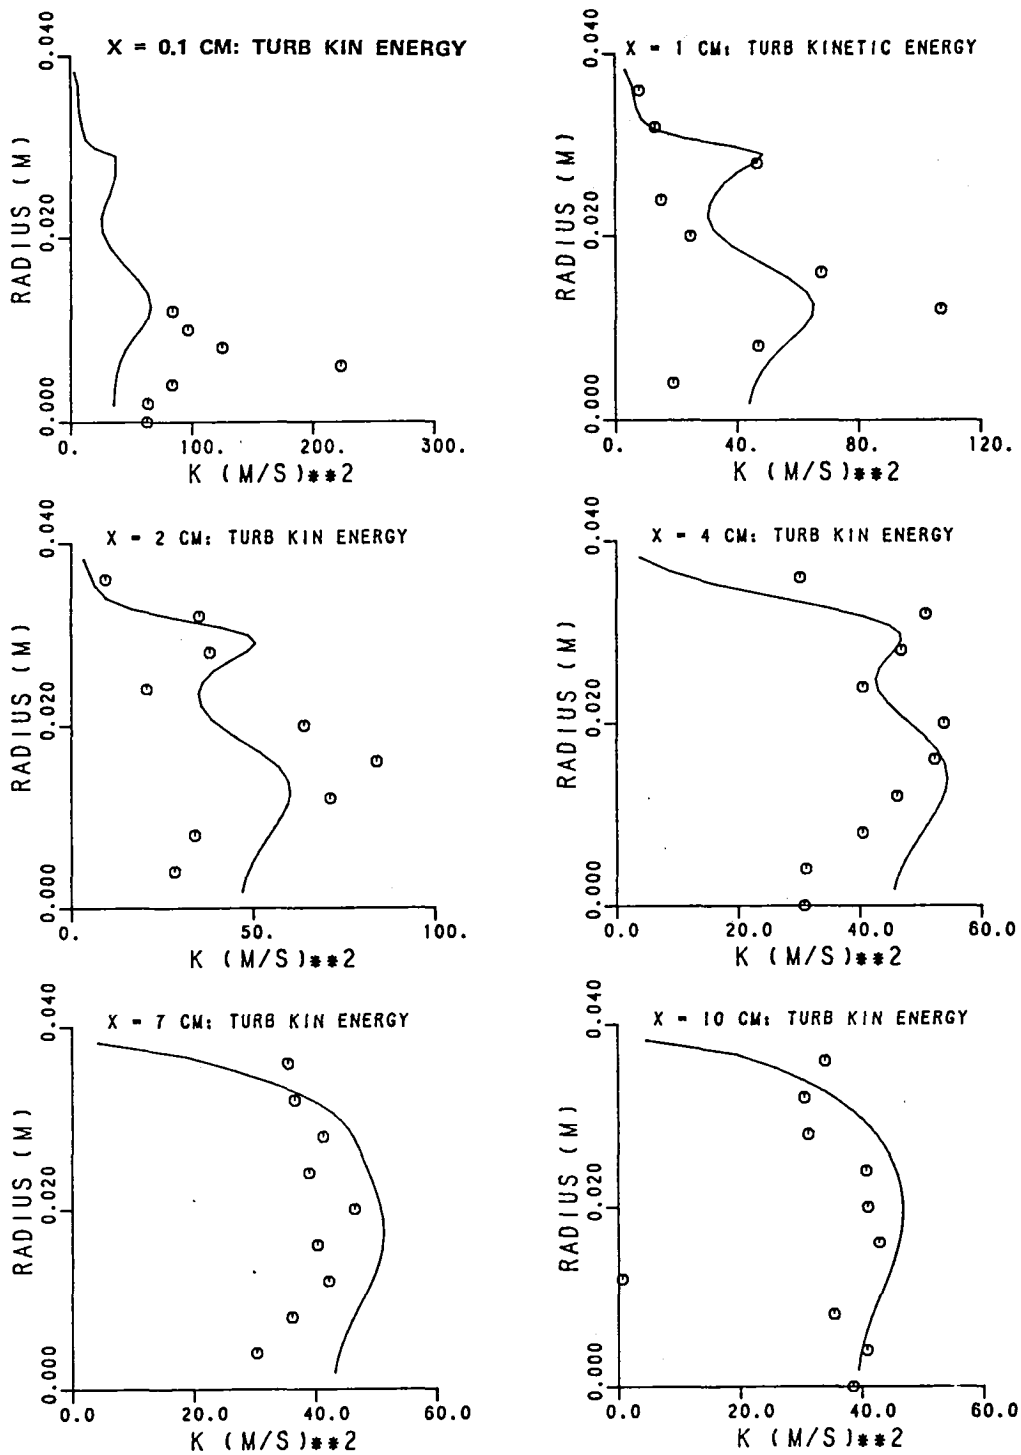 X = 0.1 CM: TURB KIN ENERGY
RADIUS (M)
0.040
0.020
0.000
0. 100. 200. 300.
K (M/S)**2
X = 1 CM: TURB KINETIC ENERGY
RADIUS (M)
0.040
0.020
0.000
0. 40. 80. 120.
K (M/S)**2
X = 2 CM: TURB KIN ENERGY
RADIUS (M)
0.040
0.020
0.000
0. 50. 100.
K (M/S)**2
X = 4 CM: TURB KIN ENERGY
RADIUS (M)
0.040
0.020
0.000
0.0 20.0 40.0 60.0
K (M/S)**2
X = 7 CM: TURB KIN ENERGY
RADIUS (M)
0.040
0.020
0.000
0.0 20.0 40.0 60.0
K (M/S)**2
X = 10 CM: TURB KIN ENERGY
RADIUS (M)
0.040
0.020
0.000
0.0 20.0 40.0 60.0
K (M/S)**2